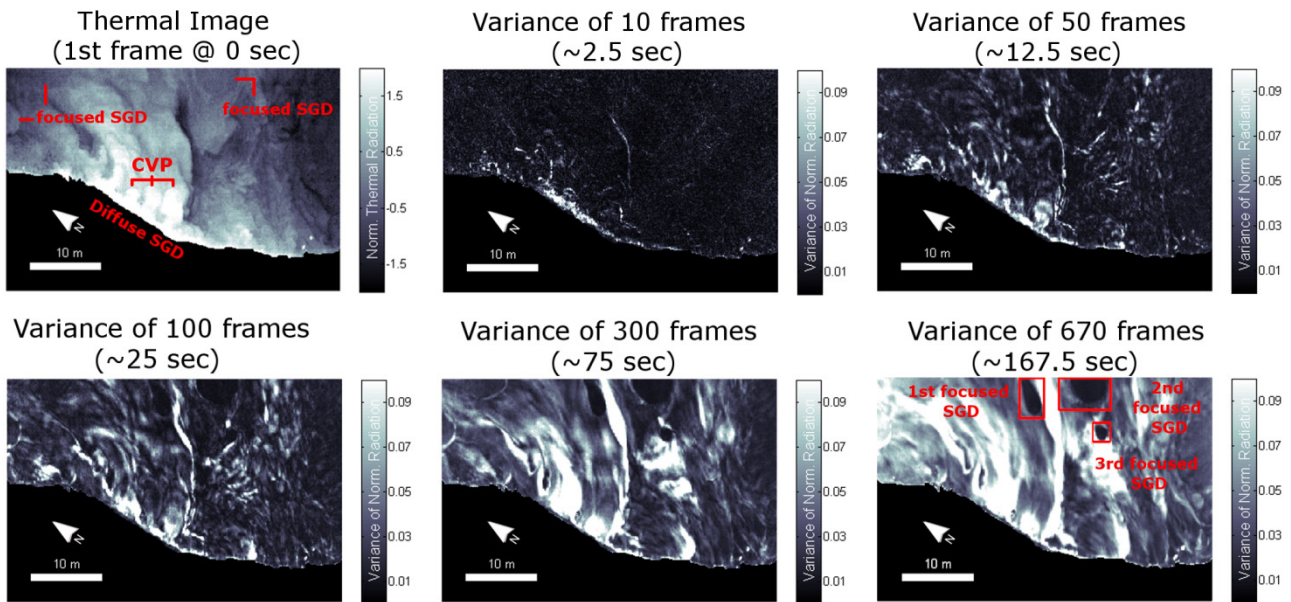 Thermal Image
(1st frame @ 0 sec)
focused SGD
focused SGD
CVP
Diffuse SGD
N
10 m
1.5
0.5
-0.5
-1.5
Norm. Thermal Radiation
Variance of 10 frames
(~2.5 sec)
N
10 m
0.09
0.07
0.05
0.03
0.01
Variance of Norm. Radiation
Variance of 50 frames
(~12.5 sec)
N
10 m
0.09
0.07
0.05
0.03
0.01
Variance of Norm. Radiation
Variance of 100 frames
(~25 sec)
N
10 m
0.09
0.07
0.05
0.03
0.01
Variance of Norm. Radiation
Variance of 300 frames
(~75 sec)
N
10 m
0.09
0.07
0.05
0.03
0.01
Variance of Norm. Radiation
Variance of 670 frames
(~167.5 sec)
1st focused
SGD
2nd
focused
SGD
3rd focused
SGD
N
10 m
0.09
0.07
0.05
0.03
0.01
Variance of Norm. Radiation